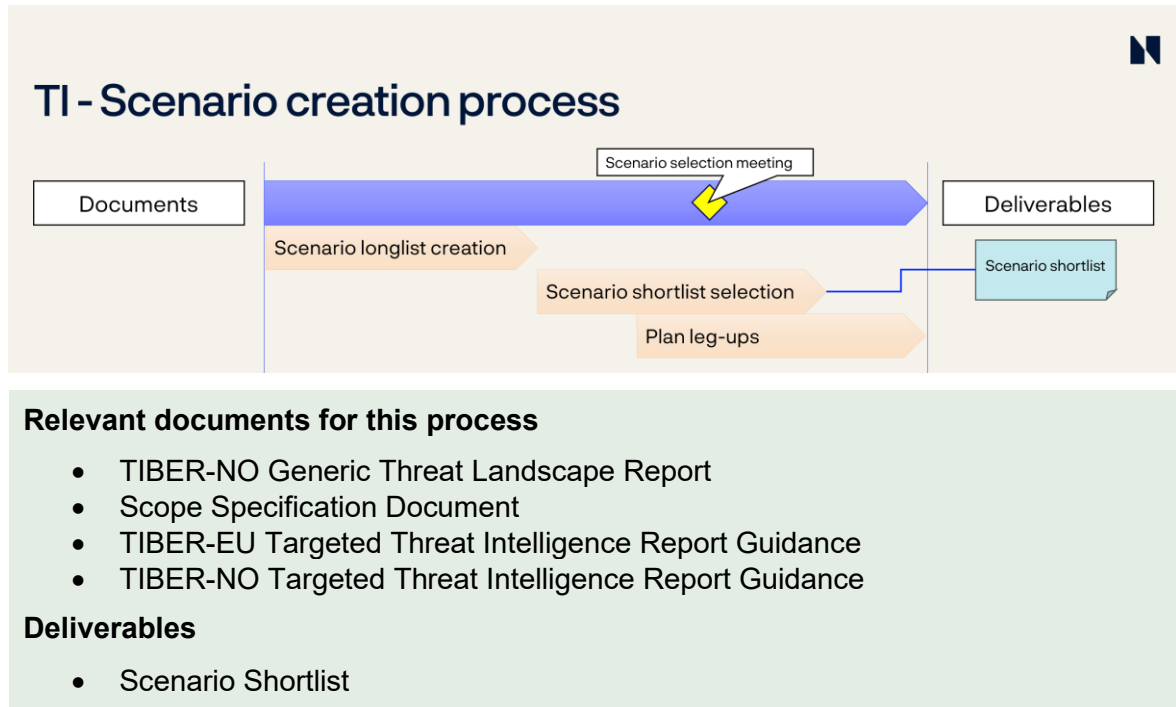 TI - Scenario creation process
Scenario selection meeting
Documents
Deliverables
Scenario longlist creation
Scenario shortlist
Scenario shortlist selection
Plan leg-ups
Relevant documents for this process
• TIBER-NO Generic Threat Landscape Report
• Scope Specification Document
• TIBER-EU Targeted Threat Intelligence Report Guidance
• TIBER-NO Targeted Threat Intelligence Report Guidance
Deliverables
• Scenario Shortlist